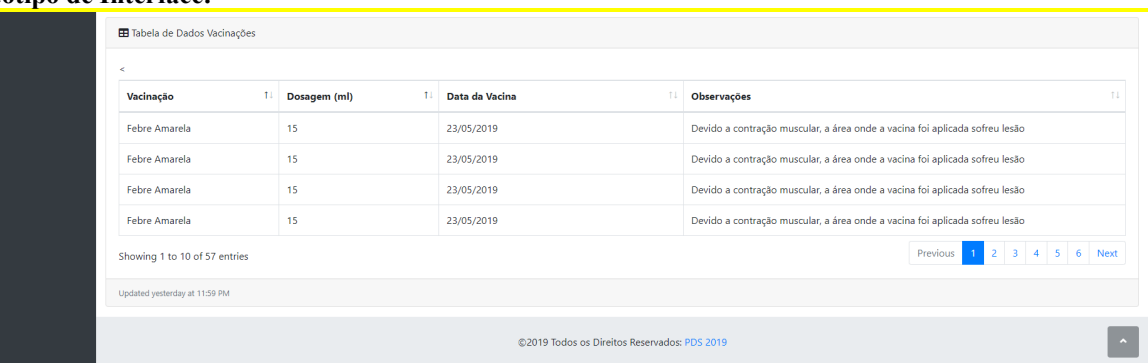 de Interface:
Tabela de Dados Vacinações
<
Vacinação Dosagem (ml) Data da Vacina Observações
Febre Amarela 15 23/05/2019 Devido a contração muscular, a área onde a vacina foi aplicada sofreu lesão
Febre Amarela 15 23/05/2019 Devido a contração muscular, a área onde a vacina foi aplicada sofreu lesão
Febre Amarela 15 23/05/2019 Devido a contração muscular, a área onde a vacina foi aplicada sofreu lesão
Febre Amarela 15 23/05/2019 Devido a contração muscular, a área onde a vacina foi aplicada sofreu lesão
Showing 1 to 10 of 57 entries Previous 1 2 3 4 5 6 Next
Updated yesterday at 11:59 PM
©2019 Todos os Direitos Reservados: PDS 2019